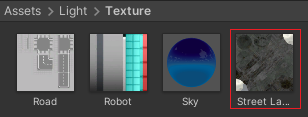 Assets > Light > Texture
Road Robot Sky Street La...